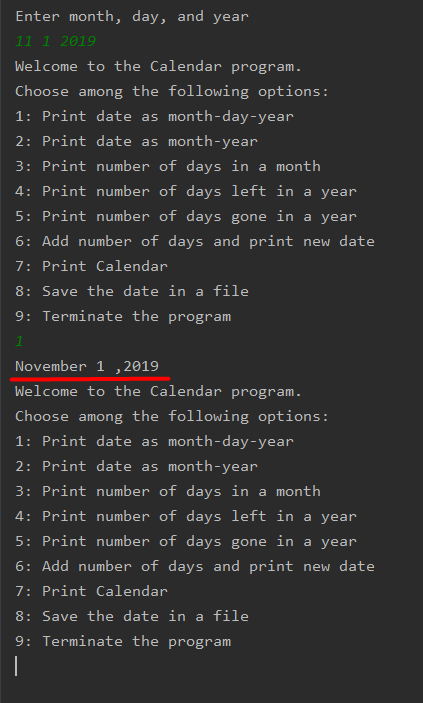 Enter month, day, and year
11 1 2019
Welcome to the Calendar program.
Choose among the following options:
1: Print date as month-day-year
2: Print date as month-year
3: Print number of days in a month
4: Print number of days left in a year
5: Print number of days gone in a year
6: Add number of days and print new date
7: Print Calendar
8: Save the date in a file
9: Terminate the program
1
November 1 ,2019
Welcome to the Calendar program.
Choose among the following options:
1: Print date as month-day-year
2: Print date as month-year
3: Print number of days in a month
4: Print number of days left in a year
5: Print number of days gone in a year
6: Add number of days and print new date
7: Print Calendar
8: Save the date in a file
9: Terminate the program